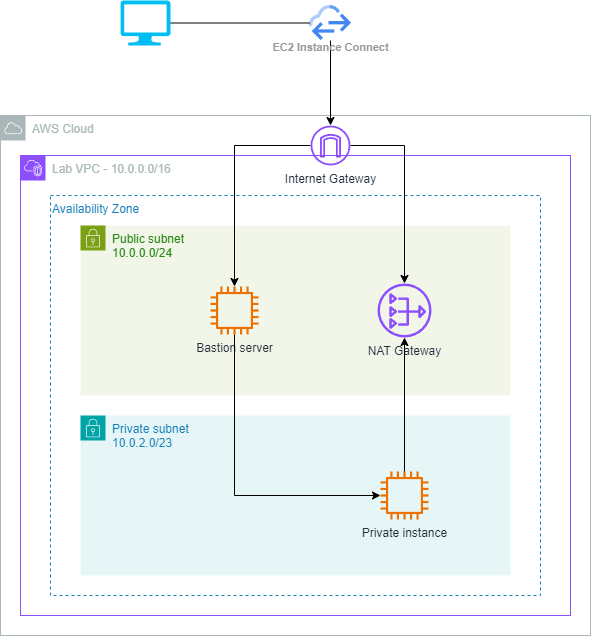 EC2 Instance Connect
AWS Cloud
Internet Gateway
Lab VPC - 10.0.0.0/16
Availability Zone
Public subnet
10.0.0.0/24
Bastion server
NAT Gateway
Private subnet
10.0.2.0/23
Private instance